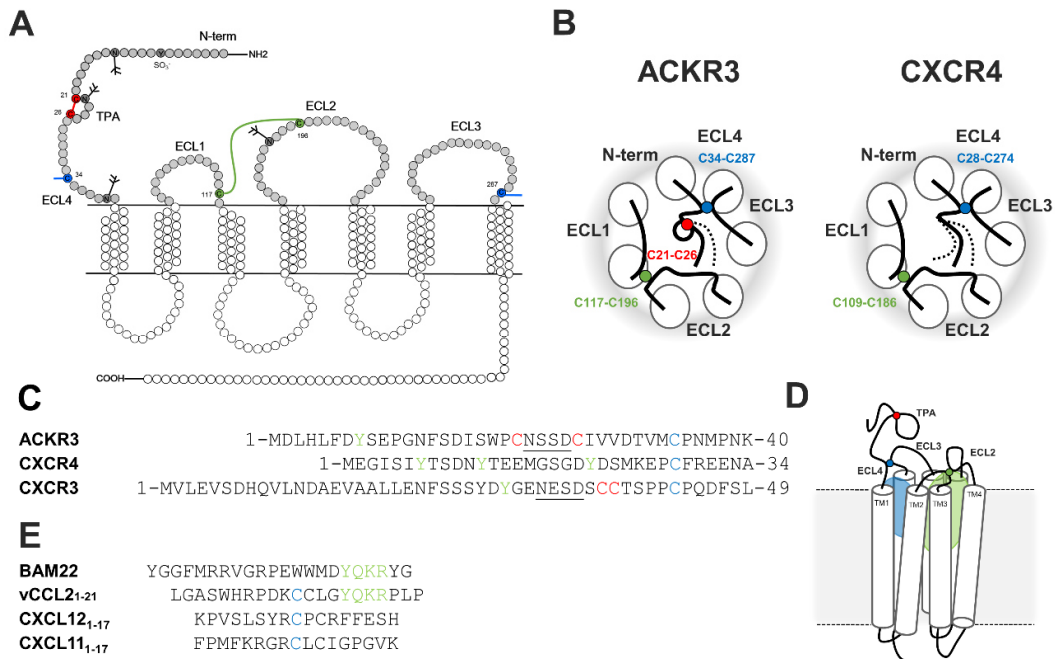 A
N-term
N
Y
NH2
SO3-
21
C
N
26
C
TPA
ECL2
C
196
N
ECL1
ECL3
C
34
117
C
287
C
ECL4
N
COOH
B
ACKR3
CXCR4
ECL4
N-term
C34-C287
ECL3
ECL1
C21-C26
C117-C196
ECL2
ECL4
N-term
C28-C274
ECL3
ECL1
C109-C186
ECL2
C
ACKR3 1-MDLHLFDYSEPGNFSDISWPCNSSDCIVVDTVMCPNMPNK-40
CXCR4 1-MEGISIYTSDNYTEEMGSGDYDSMKEPCFREENA-34
CXCR3 1-MVLEVSDHQVLNDAEVAALLENFSSSYDYGENESDSCCTSPPCPQDFSL-49
D
TPA
ECL3
ECL2
ECL4
TM1
TM2
TM3
TM4
E
BAM22 YGGFMRRVGRPEWWMDYQKRYG
vCCL21-21 LGASWHRPDKCCLGYQKRPLP
CXCL121-17 KPVSLSYRCPCRFFESH
CXCL111-17 FPMFKRGRCLCIGPGVK